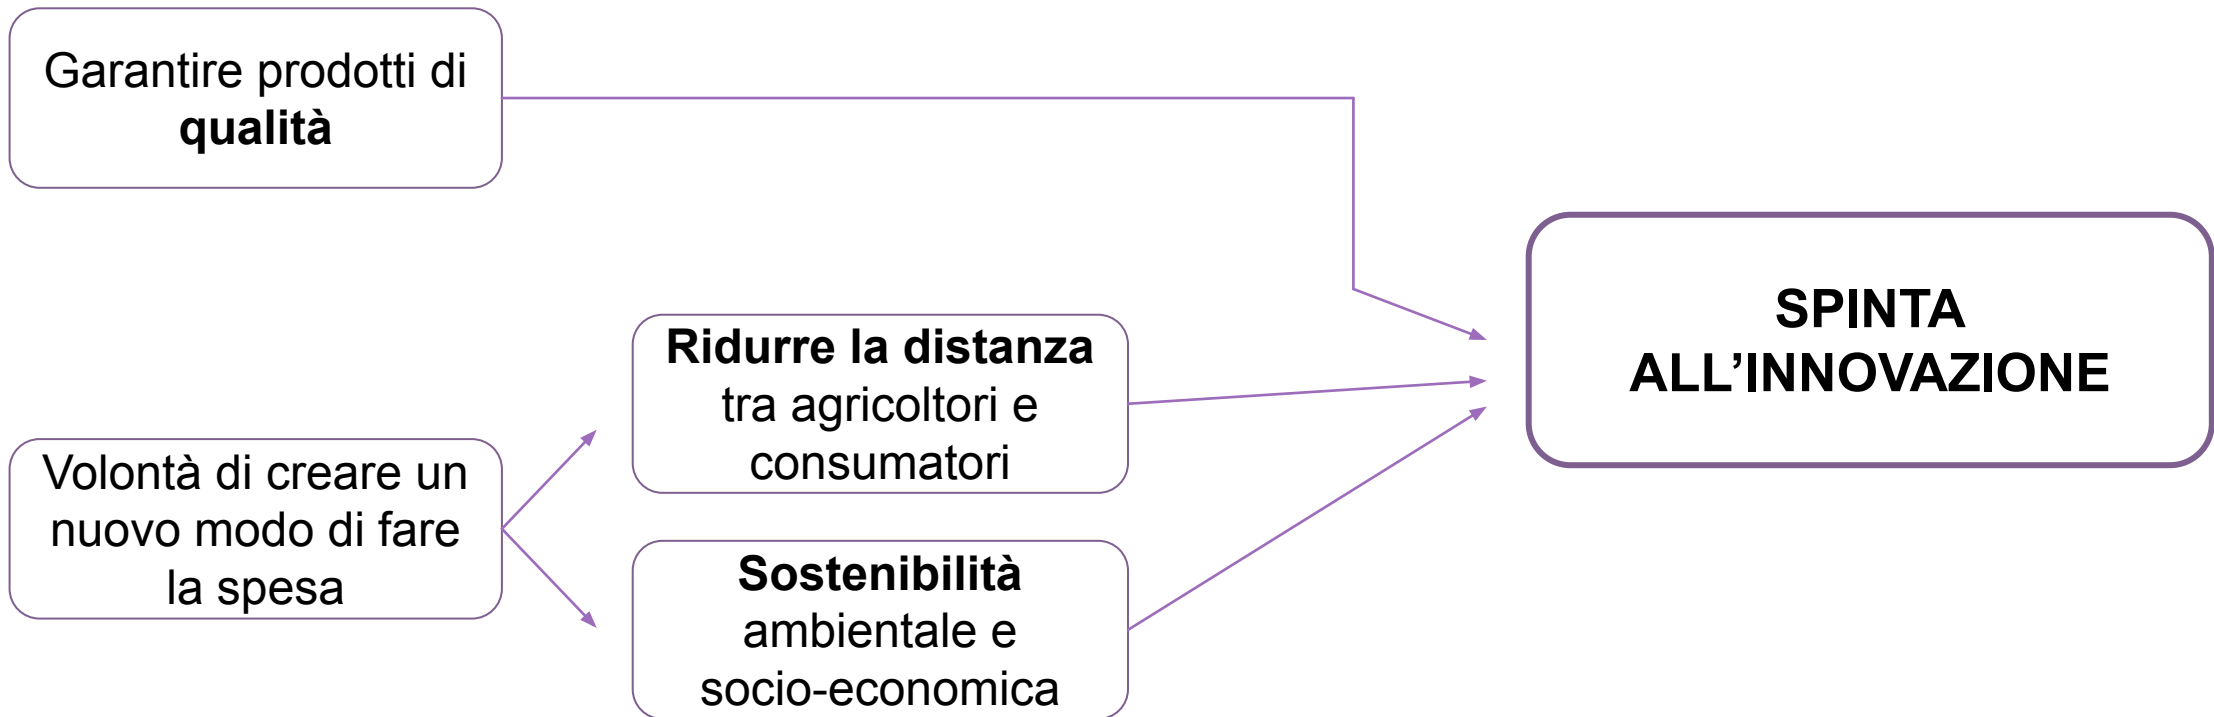 Garantire prodotti di
qualità
Volontà di creare un
nuovo modo di fare
la spesa
Ridurre la distanza
tra agricoltori e
consumatori
Sostenibilità
ambientale e
socio-economica
SPINTA
ALL’INNOVAZIONE